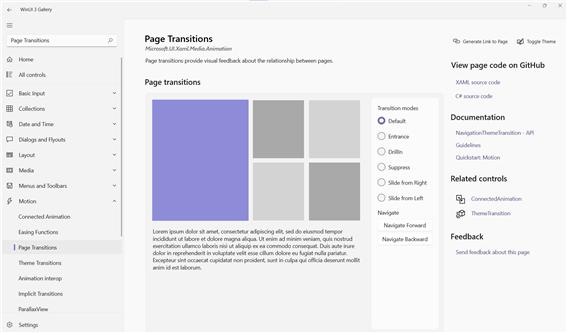 WinUI 3 Gallery
Page Transitions
Home
All controls
Basic Input
Collections
Date and Time
Dialogs and Flyouts
Layout
Media
Menus and Toolbars
Motion
Connected Animation
Easing Functions
Page Transitions
Theme Transitions
Animation interop
Implicit Transitions
ParallaxView
Settings
Page Transitions
Microsoft.UI.Xaml.Media.Animation
Page transitions provide visual feedback about the relationship between pages.
Generate Link to Page
Toggle Theme
Page transitions
Lorem ipsum dolor sit amet, consectetur adipisicing elit, sed do eiusmod tempor
incididunt ut labore et dolore magna aliqua. Ut enim ad minim veniam, quis nostrud
exercitation ullamco laboris nisi ut aliquip ex ea commodo consequat. Duis aute irure
dolor in reprehenderit in voluptate velit esse cillum dolore eu fugiat nulla pariatur.
Excepteur sint occaecat cupidatat non proident, sunt in culpa qui officia deserunt mollit
anim id est laborum.
Transition modes
Default
Entrance
DrillIn
Suppress
Slide from Right
Slide from Left
Navigate
Navigate Forward
Navigate Backward
View page code on GitHub
XAML source code
C# source code
Documentation
NavigationThemeTransition - API
Guidelines
Quickstart: Motion
Related controls
ConnectedAnimation
ThemeTransition
Feedback
Send feedback about this page